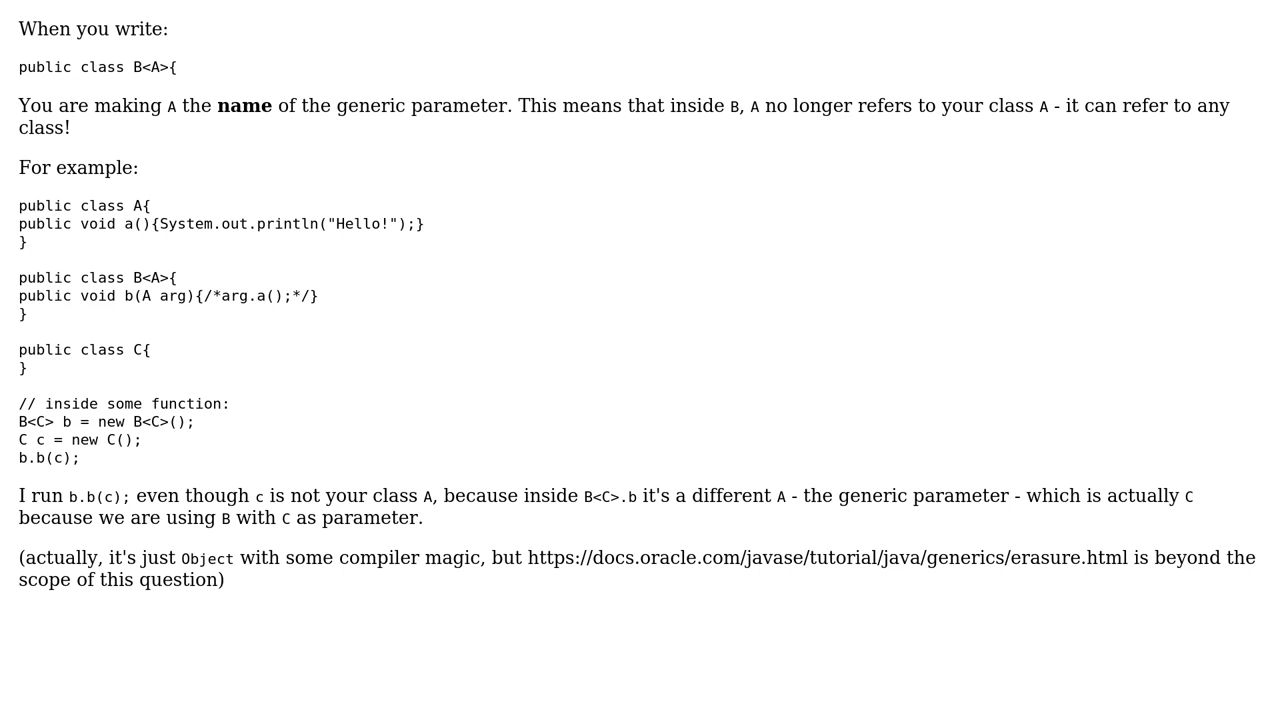 When you write:
public class B<A>{
You are making A the name of the generic parameter. This means that inside B, A no longer refers to your class A - it can refer to any
class!
For example:
public class A{
public void a(){System.out.println("Hello!");}
}
public class B<A>{
public void b(A arg){/*arg.a();*/}
}
public class C{
}
// inside some function:
B<C> b = new B<C>();
C c = new C();
b.b(c);
I run b.b(c); even though c is not your class A, because inside B<C>.b it's a different A - the generic parameter - which is actually C
because we are using B with C as parameter.
(actually, it's just Object with some compiler magic, but https://docs.oracle.com/javase/tutorial/java/generics/erasure.html is beyond the
scope of this question)